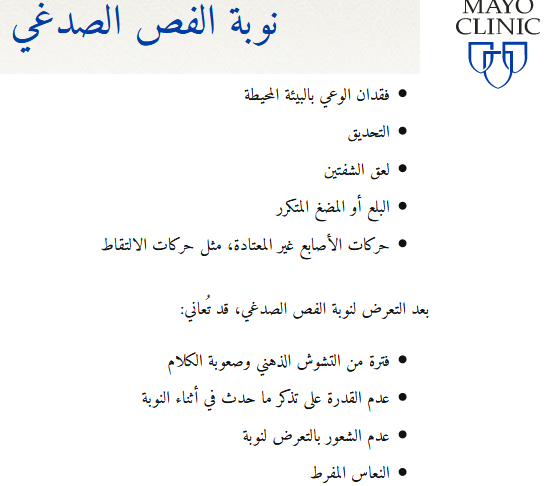 نوبة الفص الصدغي
MAYO
CLINIC
• فقدان الوعي بالبيئة المحيطة
• التحديق
• لعق الشفتين
• البلع أو المضغ المتكرر
• حركات الأصابع غير المعتادة، مثل حركات الالتقاط
بعد التعرض لنوبة الفص الصدغي، قد تُعاني:
• فترة من التشوش الذهني وصعوبة الكلام
• عدم القدرة على تذكر ما حدث في أثناء النوبة
• عدم الشعور بالتعرض لنوبة
• النعاس المفرط